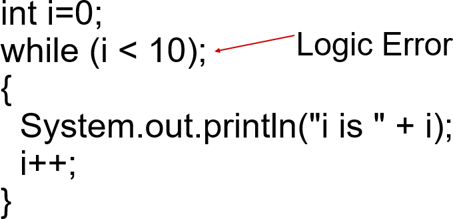 int i=0;
while (i < 10); Logic Error
{
System.out.println("i is " + i);
i++;
}